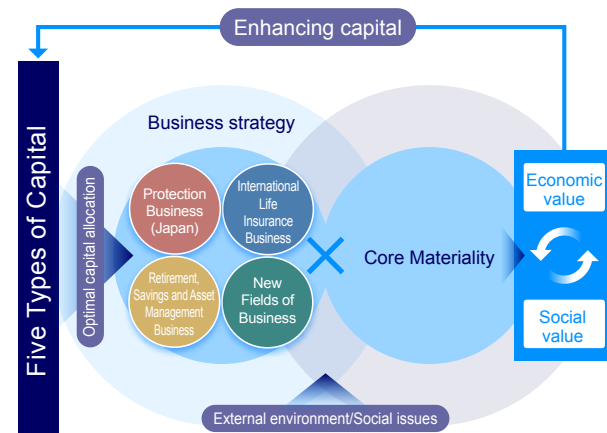 Enhancing capital
Five Types of Capital
Optimal capital allocation
Business strategy
Protection
Business
(Japan)
International
Life
Insurance
Business
Retirement,
Savings and Asset
Management
Business
New
Fields of
Business
Core Materiality
Economic
value
Social
value
External environment/Social issues